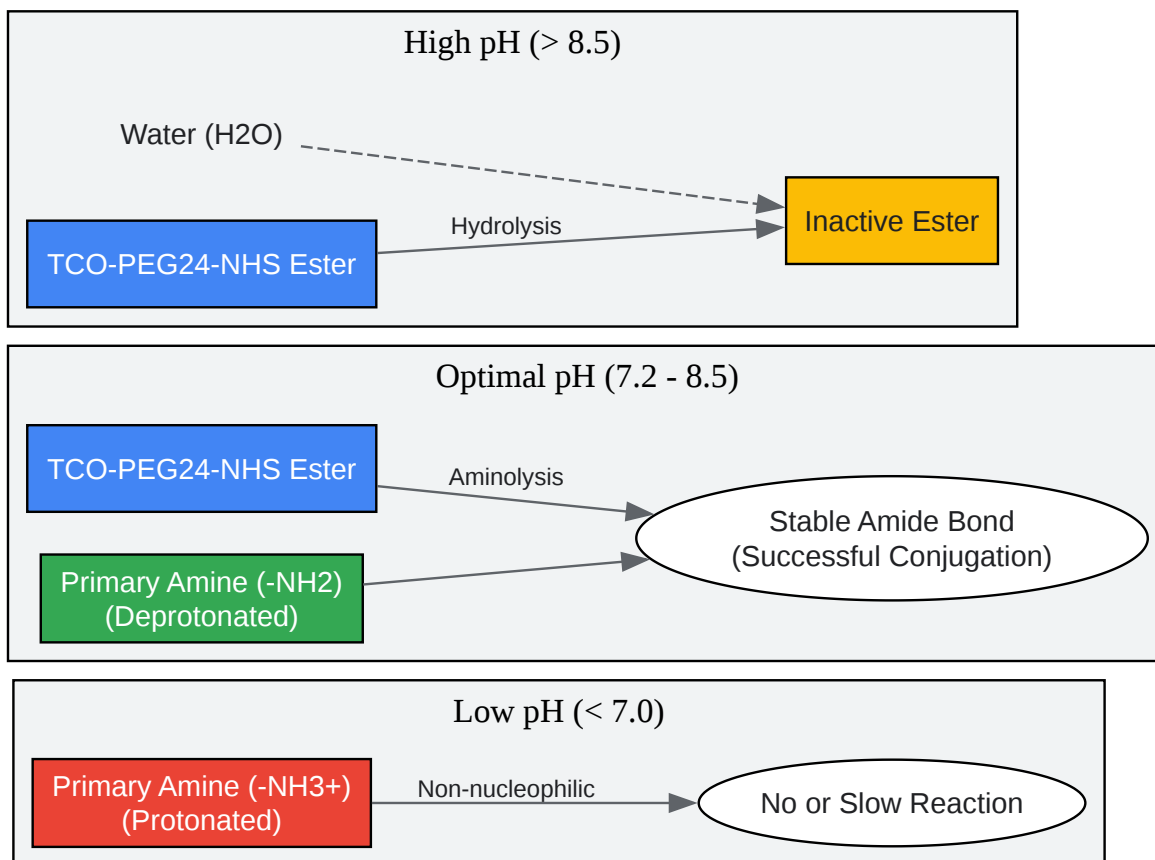 High pH (> 8.5)
Water (H2O)
Hydrolysis
Inactive Ester
TCO-PEG24-NHS Ester
Optimal pH (7.2 - 8.5)
TCO-PEG24-NHS Ester
Aminolysis
Stable Amide Bond
(Successful Conjugation)
Primary Amine (-NH2)
(Deprotonated)
Low pH (< 7.0)
Primary Amine (-NH3+)
(Protonated)
Non-nucleophilic
No or Slow Reaction